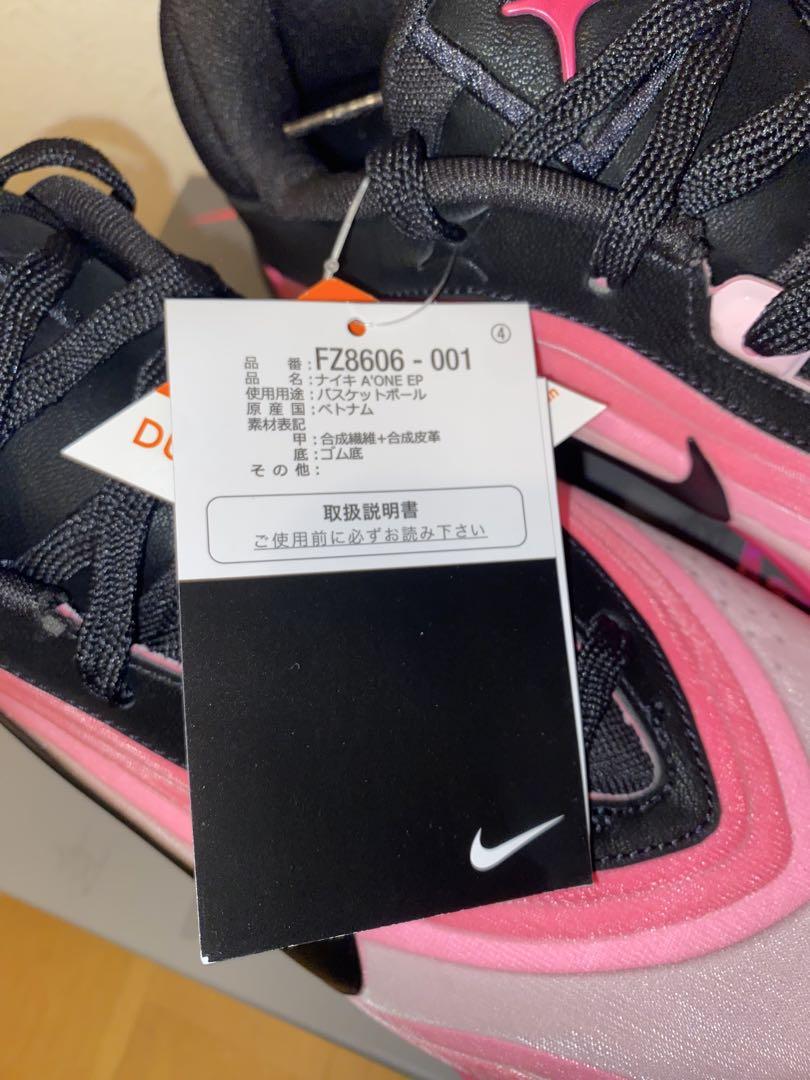 ④
品 番 : FZ8606 - 001
品 名 : ナイキ A'ONE EP
使用用途 : バスケットボール
原 産 国 : ベトナム
素材表記
甲 : 合成繊維+合成皮革
底 : ゴム底
そ の 他 :
取扱説明書
ご使用前に必ずお読み下さい
DU